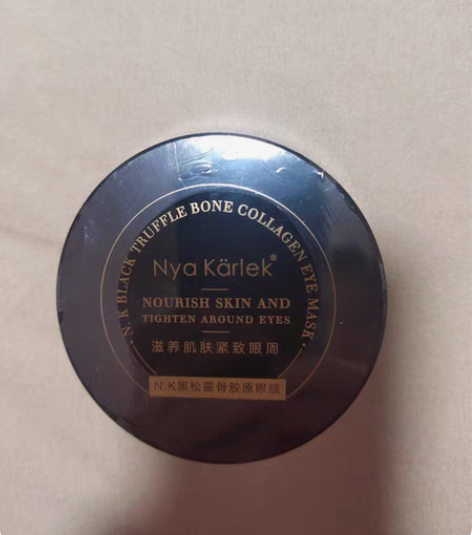 · N.K BLACK TRUFFLE BONE COLLAGEN EYE MASK ·
Nya Kärlek®
NOURISH SKIN AND
TIGHTEN AROUND EYES
滋养肌肤紧致眼周
N.K黑松露骨胶原眼膜